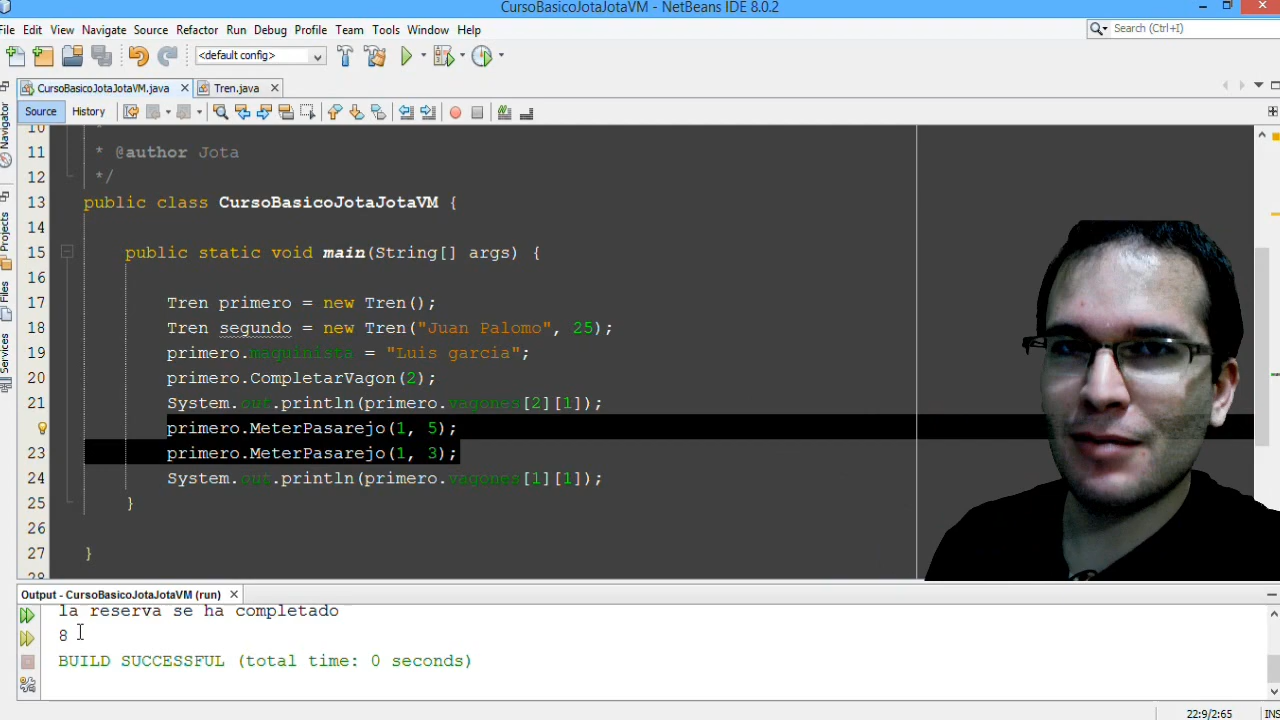 CursoBasicoJotaJotaVM - NetBeans IDE 8.0.2
File Edit View Navigate Source Refactor Run Debug Profile Team Tools Window Help
Search (Ctrl+I)
<default config>
CursoBasicoJotaJotaVM.java
Tren.java
Source History
Navigator
Projects
Files
Services
10 *
11 * @author Jota
12 */
13 public class CursoBasicoJotaJotaVM {
14
15 public static void main(String[] args) {
16
17 Tren primero = new Tren();
18 Tren segundo = new Tren("Juan Palomo", 25);
19 primero.maquinista = "Luis garcia";
20 primero.CompletarVagon(2);
21 System.out.println(primero.vagones[2][1]);
primero.MeterPasarejo(1, 5);
23 primero.MeterPasarejo(1, 3);
24 System.out.println(primero.vagones[1][1]);
25 }
26
27 }
28
Output - CursoBasicoJotaJotaVM (run)
la reserva se ha completado
8
BUILD SUCCESSFUL (total time: 0 seconds)
22:9/2:65
INS